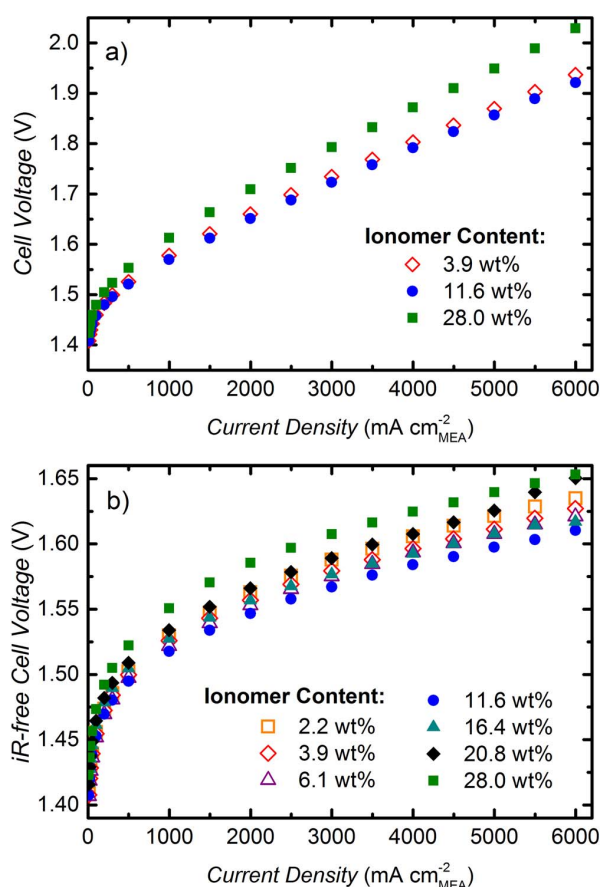 a)
2.0
1.9
1.8
1.7
1.6
1.5
1.4
Cell Voltage (V)
Ionomer Content:
3.9 wt%
11.6 wt%
28.0 wt%
0 1000 2000 3000 4000 5000 6000
Current Density (mA cm⁻²MEA)
b)
1.65
1.60
1.55
1.50
1.45
1.40
iR-free Cell Voltage (V)
Ionomer Content:
2.2 wt%
3.9 wt%
6.1 wt%
11.6 wt%
16.4 wt%
20.8 wt%
28.0 wt%
0 1000 2000 3000 4000 5000 6000
Current Density (mA cm⁻²MEA)